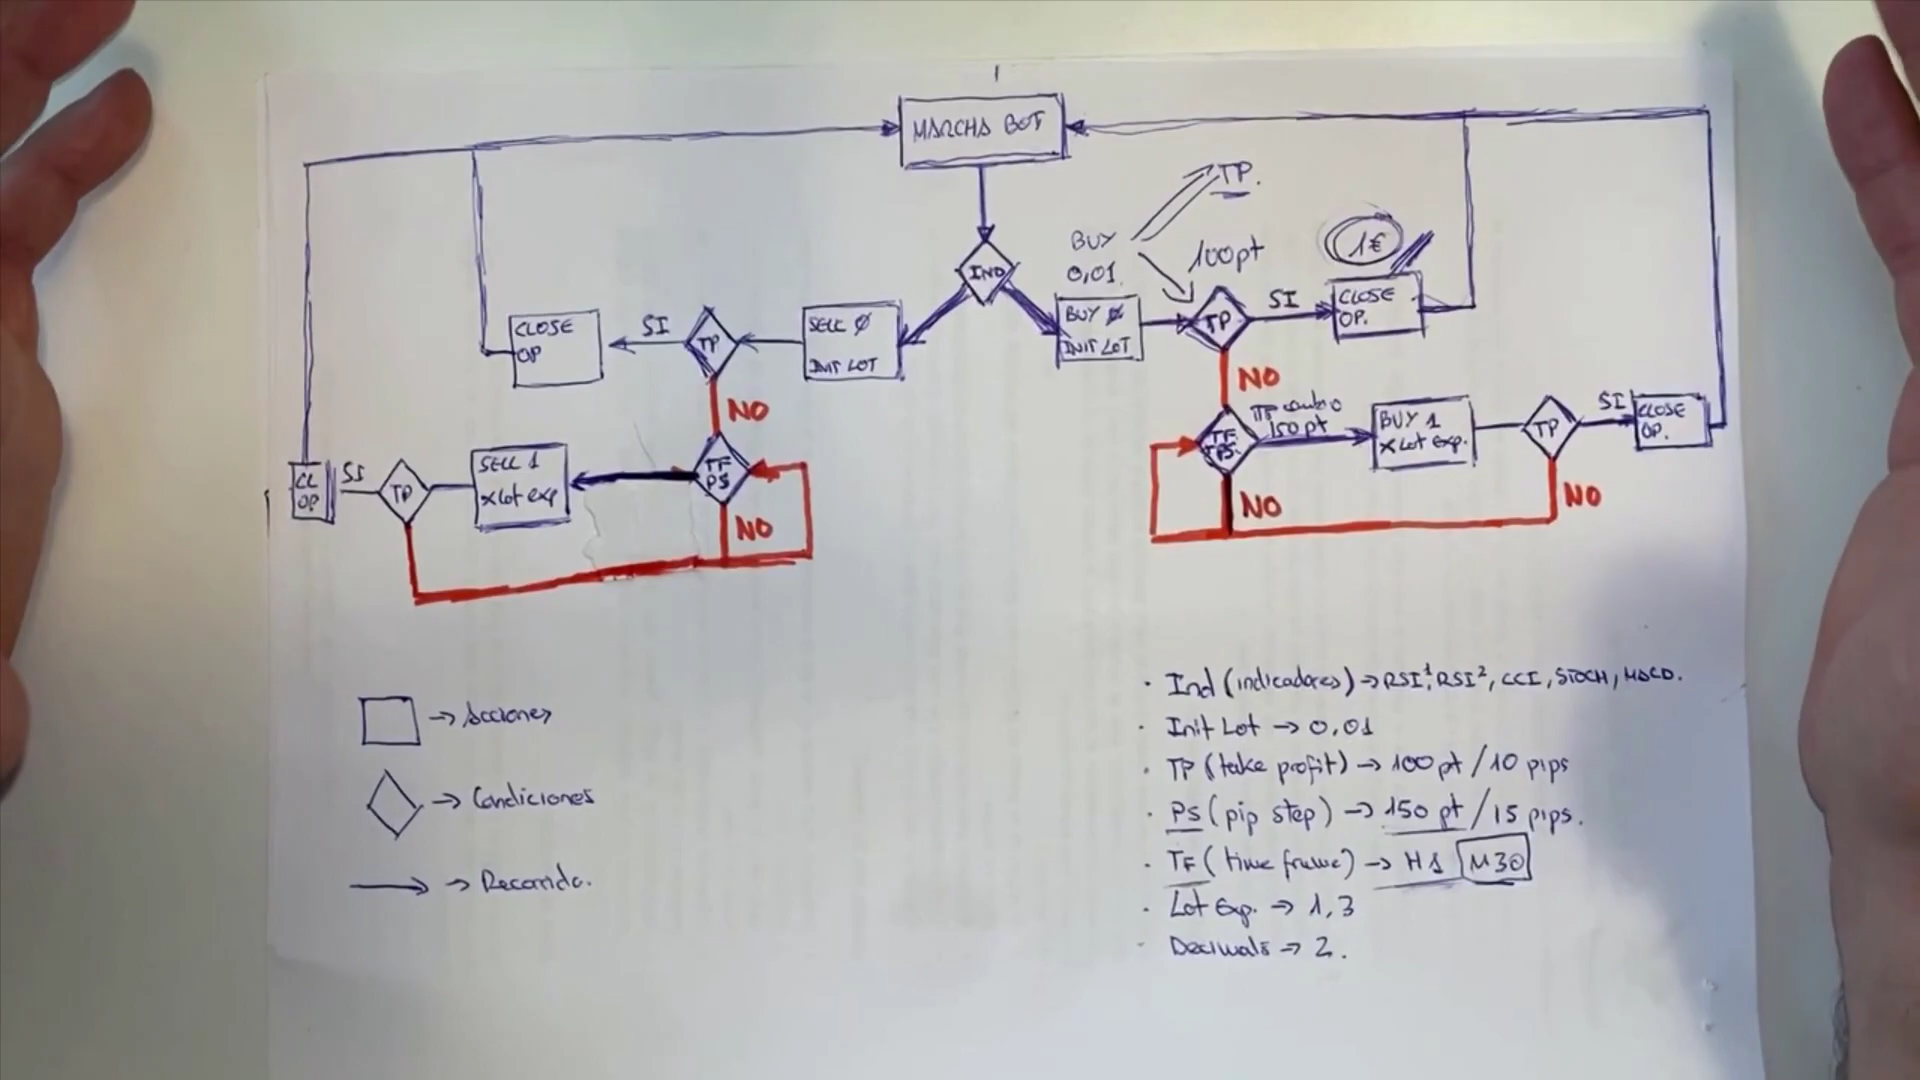 MARCHA BOT
IND
TP.
BUY
0,01.
100pt
1€
BUY 0
INIT LOT
TP
SI
CLOSE
OP.
NO
SELL 0
INIT LOT
TP
SI
CLOSE
OP
NO
TF
PS.
TP cambio
150 pt
BUY 1
x Lot Exp.
TP
SI
CLOSE
OP.
NO
NO
TF
PS
SELL 1
x Lot exp
TP
SI
CL
OP.
NO
→ Acciones
→ Condiciones
→ Recorrido.
· Ind (indicadores) → RSI¹, RSI², CCI, STOCH, MACD.
· Init Lot → 0,01
· TP (take profit) → 100 pt / 10 pips
· PS (pip step) → 150 pt / 15 pips.
· TF (time frame) → H1 M30
· Lot Exp. → 1,3
· Decimals → 2.